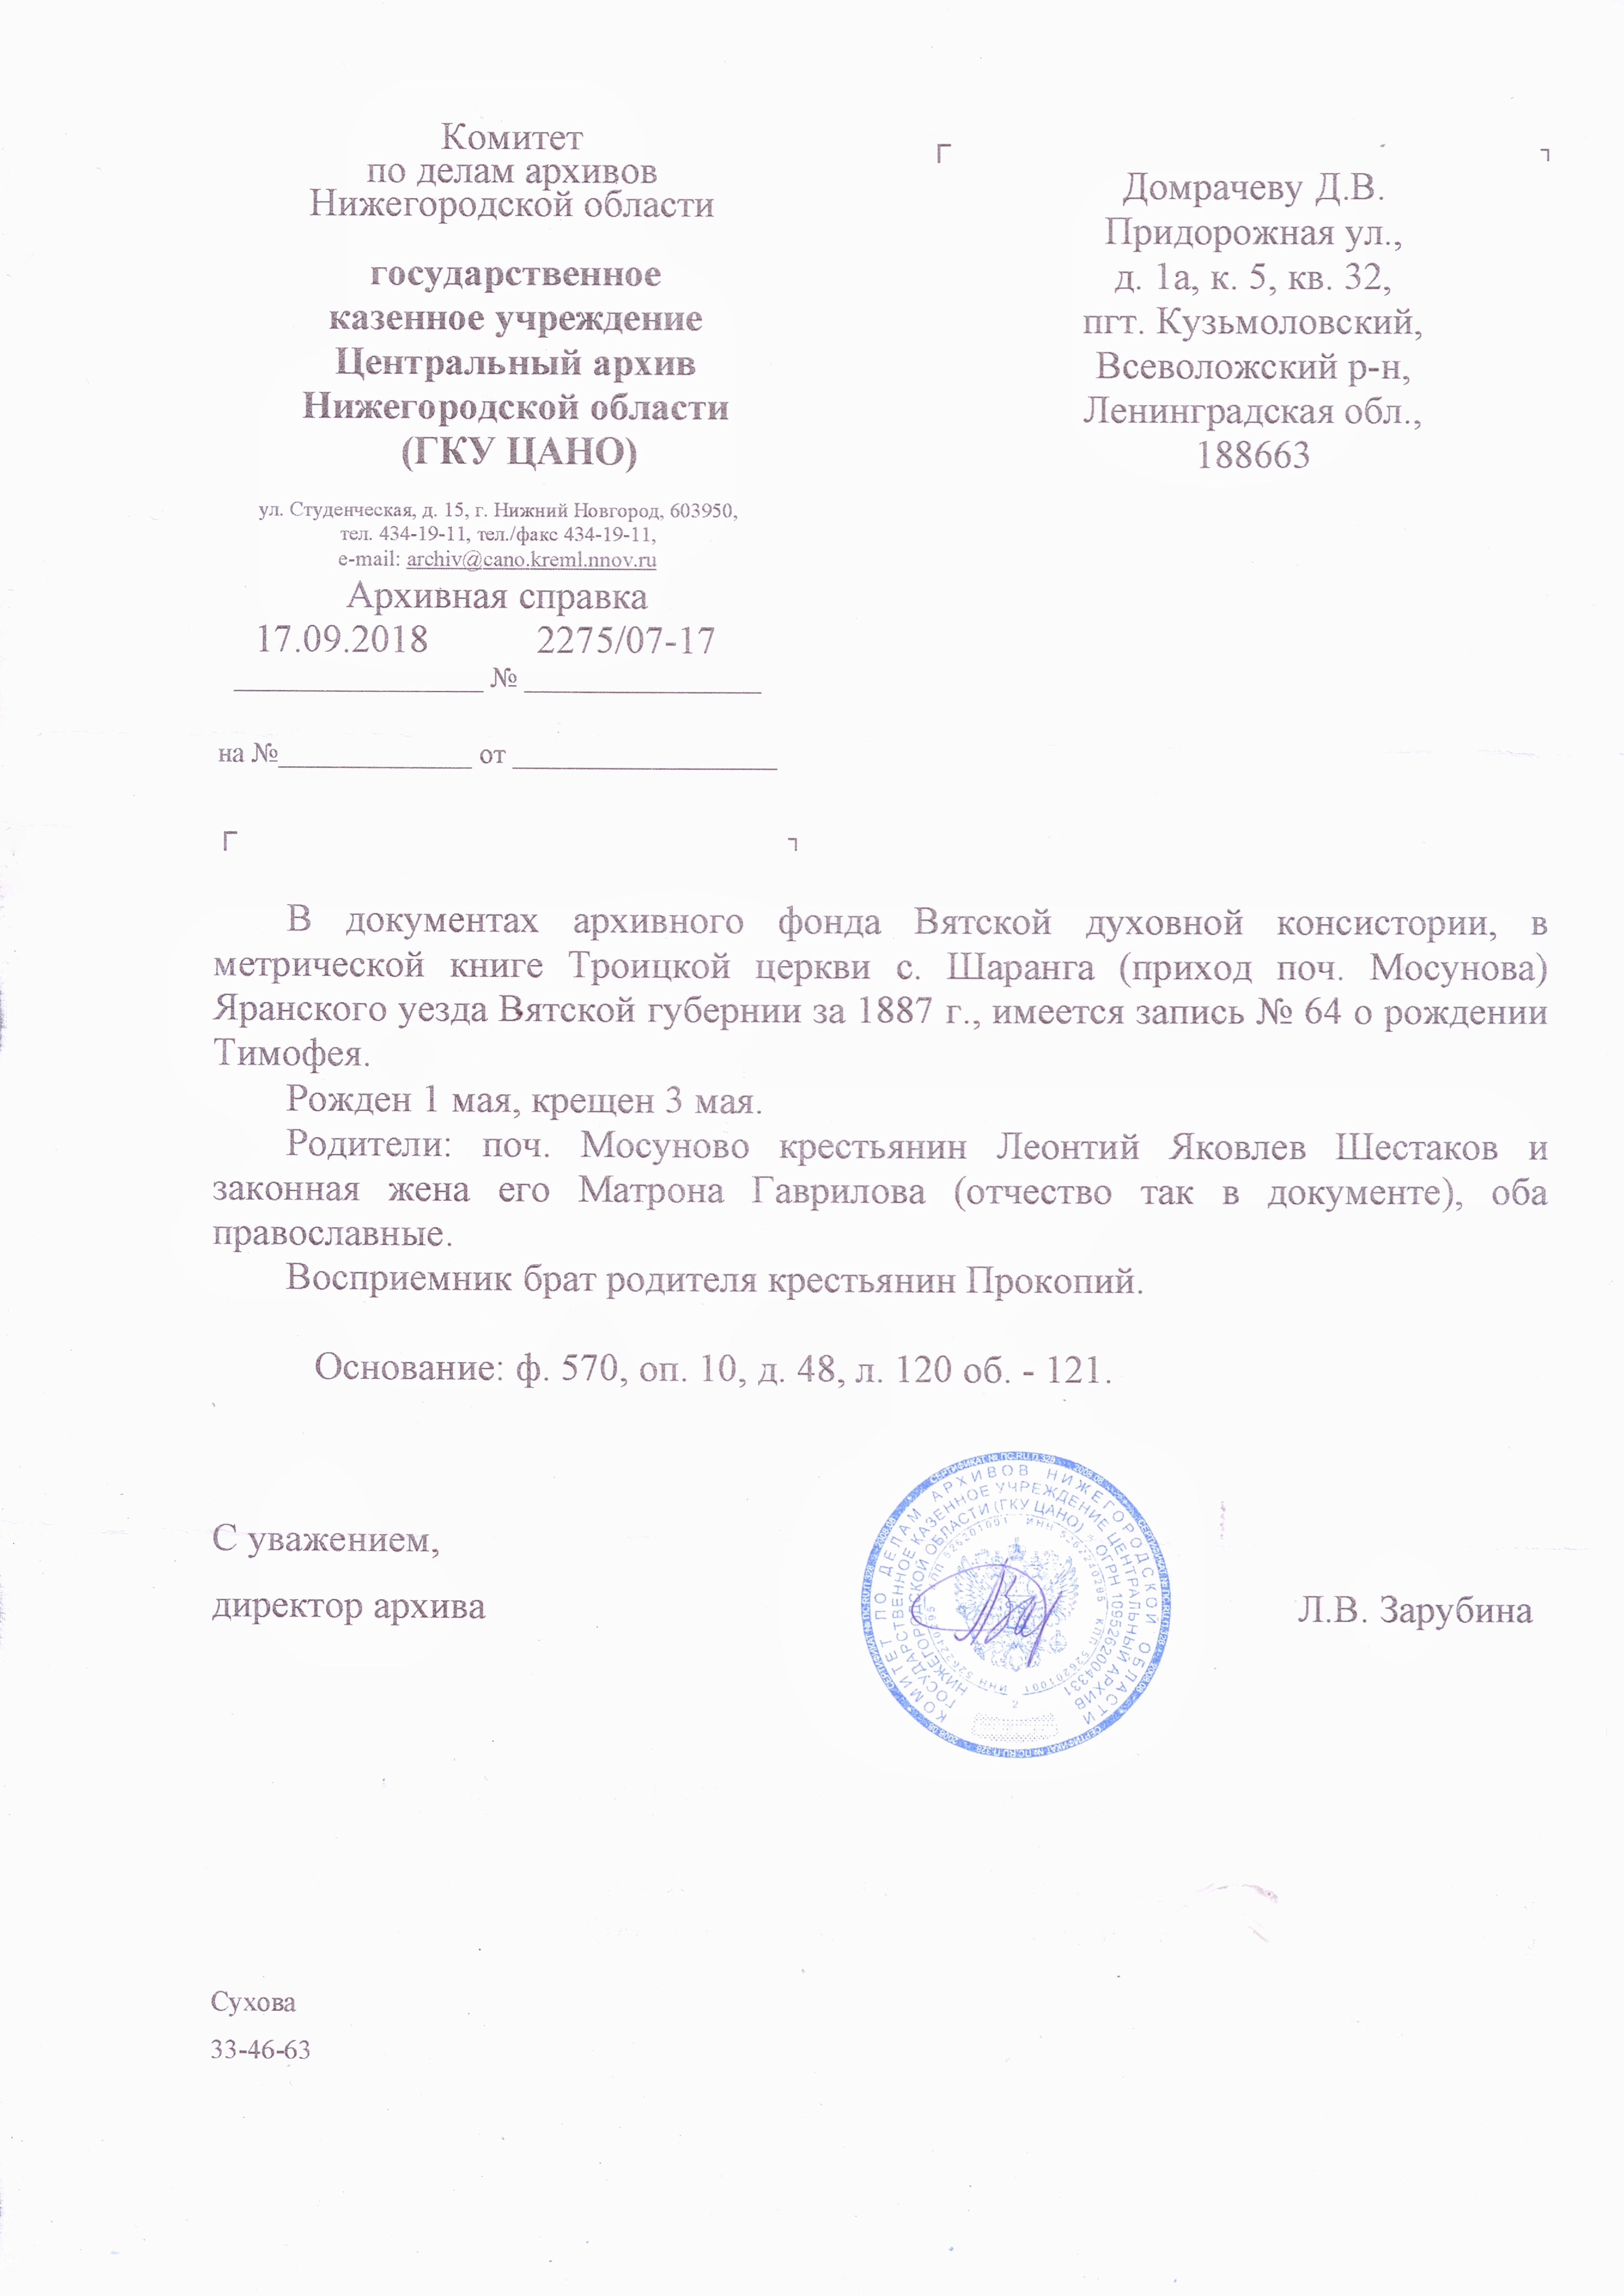 Комитет
по делам архивов
Нижегородской области
государственное
казенное учреждение
Центральный архив
Нижегородской области
(ГКУ ЦАНО)
ул. Студенческая, д. 15, г. Нижний Новгород, 603950,
тел. 434-19-11, тел./факс 434-19-11,
e-mail: archiv@cano.kreml.nnov.ru
Архивная справка
17.09.2018 2275/07-17
№
на № от
Домрачеву Д.В.
Придорожная ул.,
д. 1а, к. 5, кв. 32,
пгт. Кузьмоловский,
Всеволожский р-н,
Ленинградская обл.,
188663
В документах архивного фонда Вятской духовной консистории, в
метрической книге Троицкой церкви с. Шаранга (приход поч. Мосунова)
Яранского уезда Вятской губернии за 1887 г., имеется запись № 64 о рождении
Тимофея.
Рожден 1 мая, крещен 3 мая.
Родители: поч. Мосуново крестьянин Леонтий Яковлев Шестаков и
законная жена его Матрона Гаврилова (отчество так в документе), оба
православные.
Восприемник брат родителя крестьянин Прокопий.
Основание: ф. 570, оп. 10, д. 48, л. 120 об. - 121.
С уважением,
директор архива
Л.В. Зарубина
КОМИТЕТ ПО ДЕЛАМ АРХИВОВ НИЖЕГОРОДСКОЙ ОБЛАСТИ
ГОСУДАРСТВЕННОЕ КАЗЕННОЕ УЧРЕЖДЕНИЕ ЦЕНТРАЛЬНЫЙ АРХИВ
НИЖЕГОРОДСКОЙ ОБЛАСТИ (ГКУ ЦАНО) * ОГРН 1095262004331
2
Сухова
33-46-63